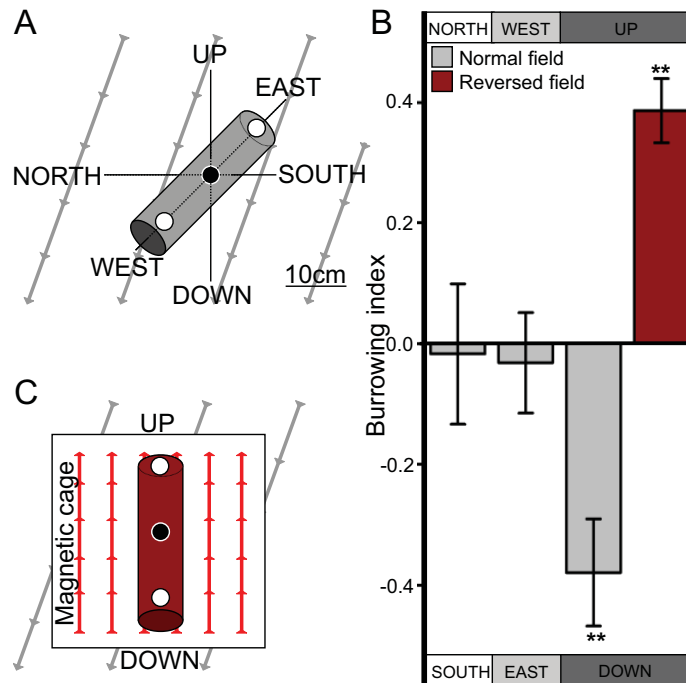 A
UP
EAST
NORTH
SOUTH
WEST
DOWN
10cm
B
NORTH
WEST
UP
Normal field
Reversed field
**
0.4
0.2
0.0
-0.2
-0.4
Burrowing index
**
SOUTH
EAST
DOWN
C
UP
Magnetic cage
DOWN